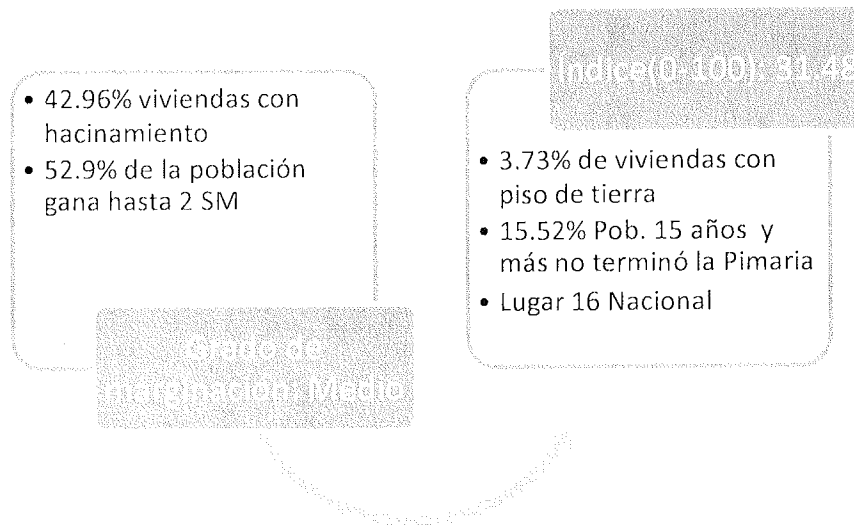 • 42.96% viviendas con
hacinamiento
• 52.9% de la población
gana hasta 2 SM
Grado de
marginación: Medio
Indice(0-100): 31.48
• 3.73% de viviendas con
piso de tierra
• 15.52% Pob. 15 años y
más no terminó la Pimaria
• Lugar 16 Nacional